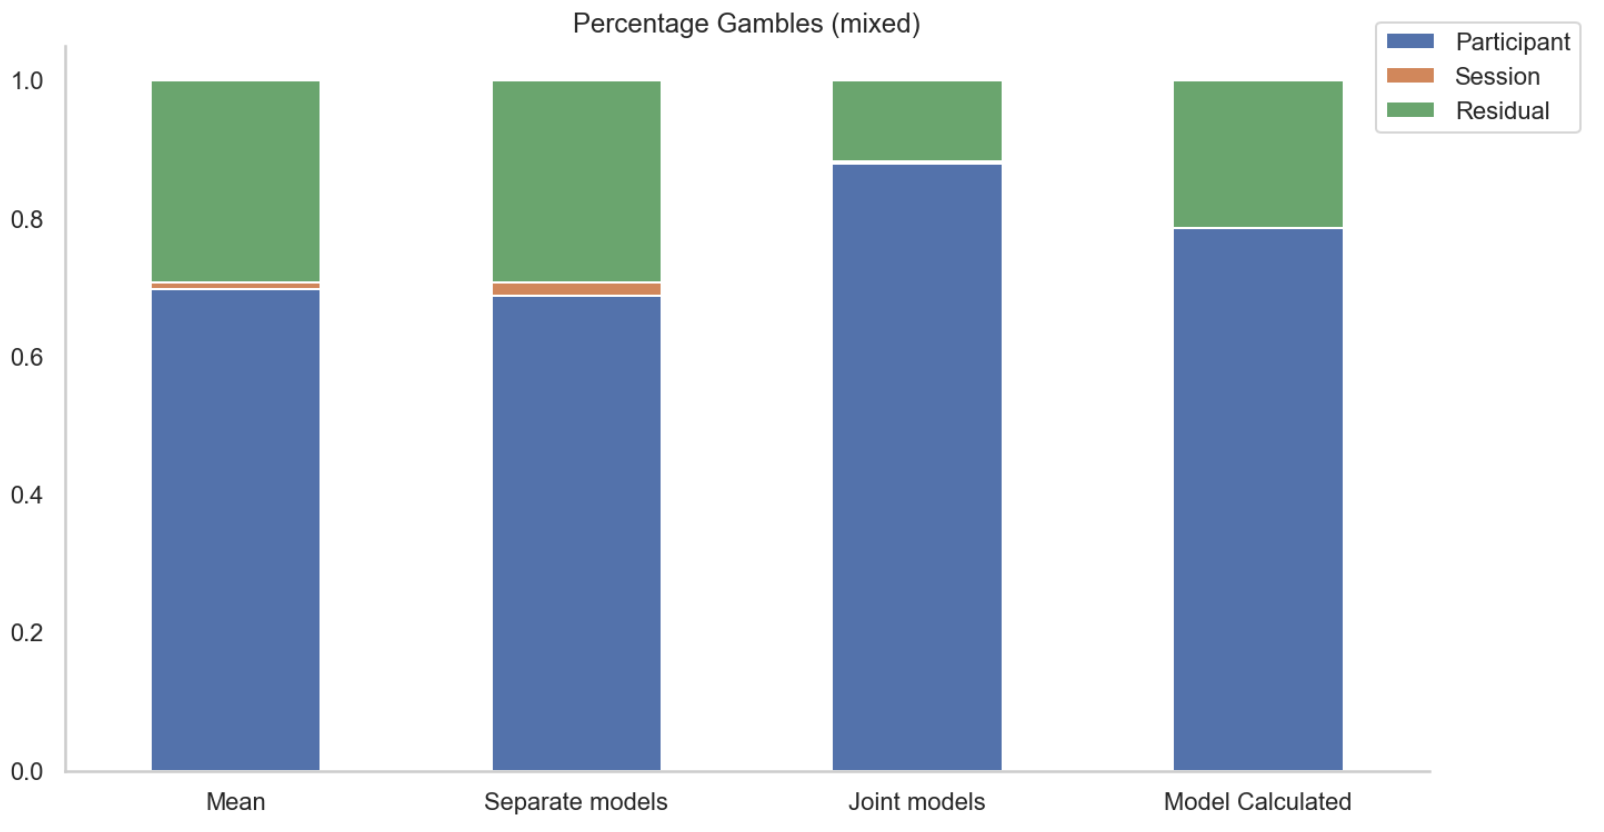 Percentage Gambles (mixed)
Participant
Session
Residual
1.0
0.8
0.6
0.4
0.2
0.0
Mean
Separate models
Joint models
Model Calculated